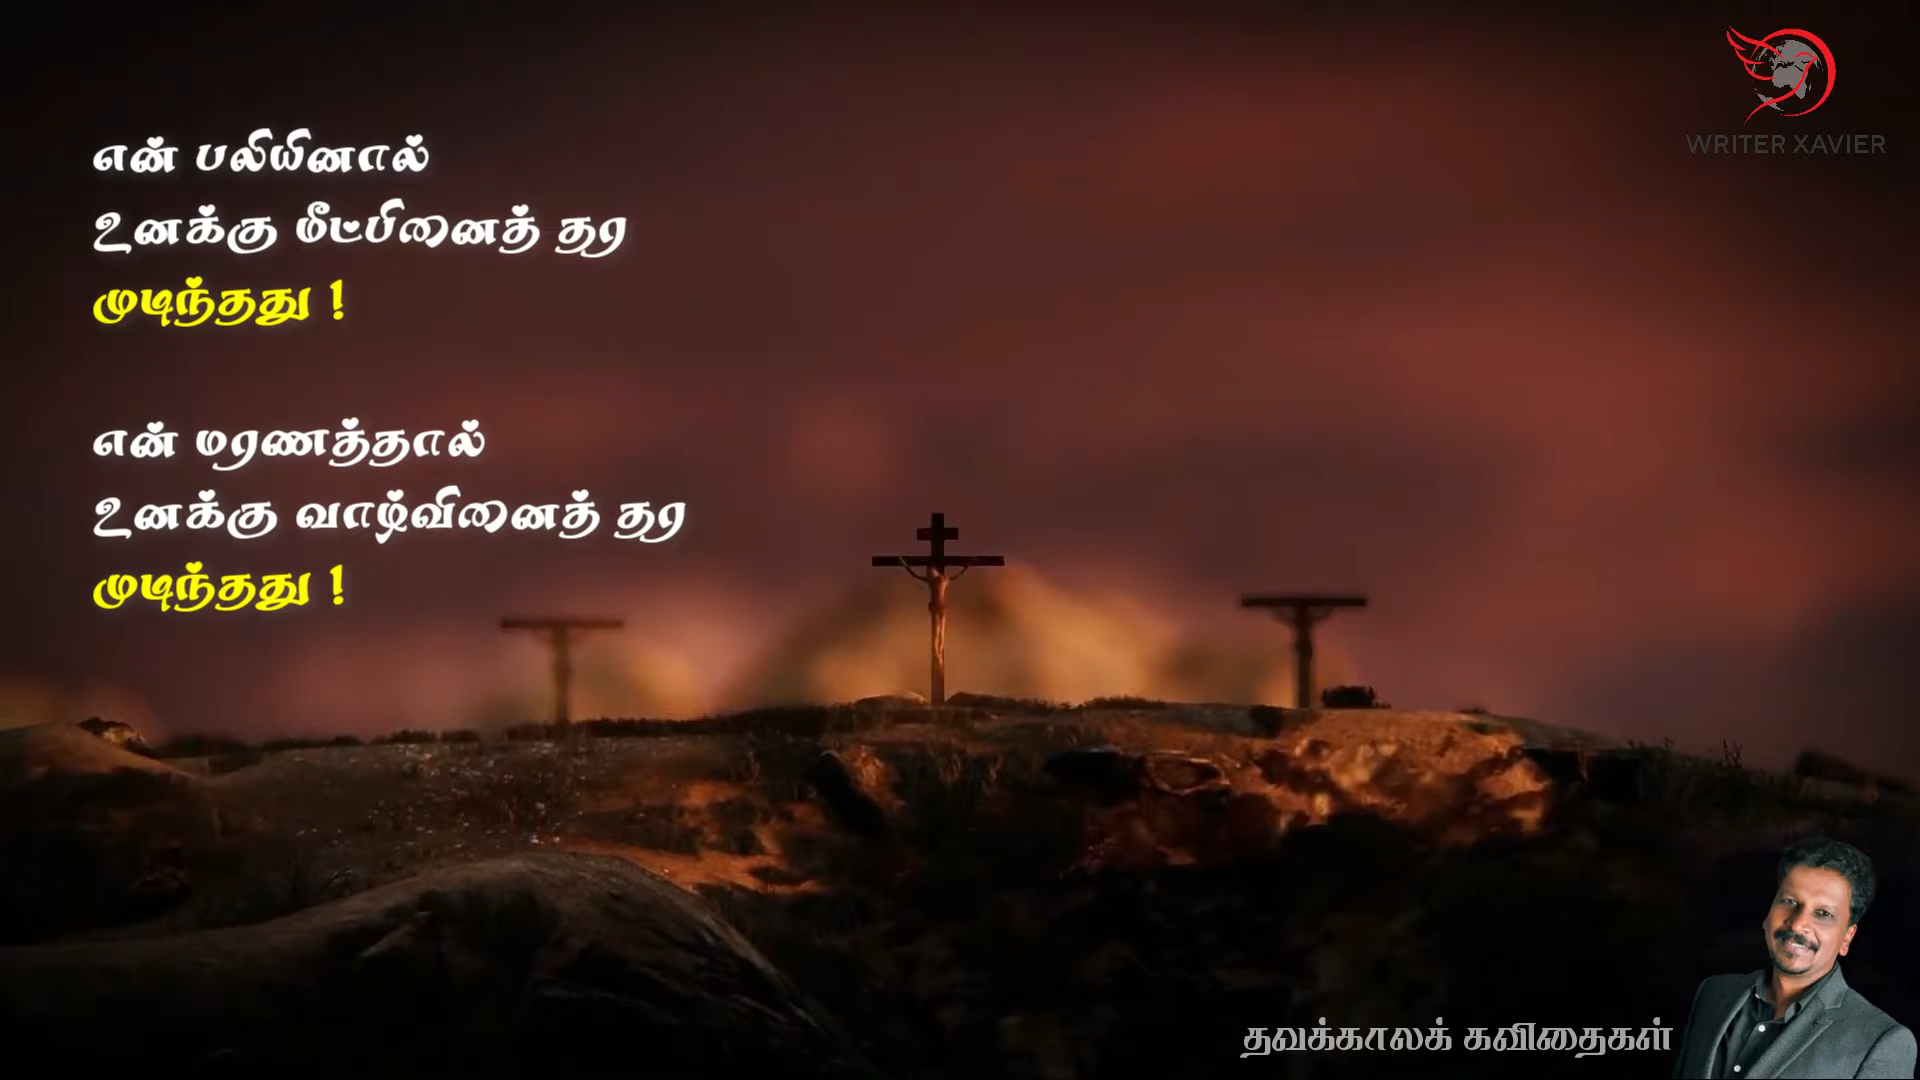 என் பலியினால்
உனக்கு மீட்பினைத் தர
முடிந்தது !
என் மரணத்தால்
உனக்கு வாழ்வினைத் தர
முடிந்தது !
WRITER XAVIER
தவக்காலக் கவிதைகள்